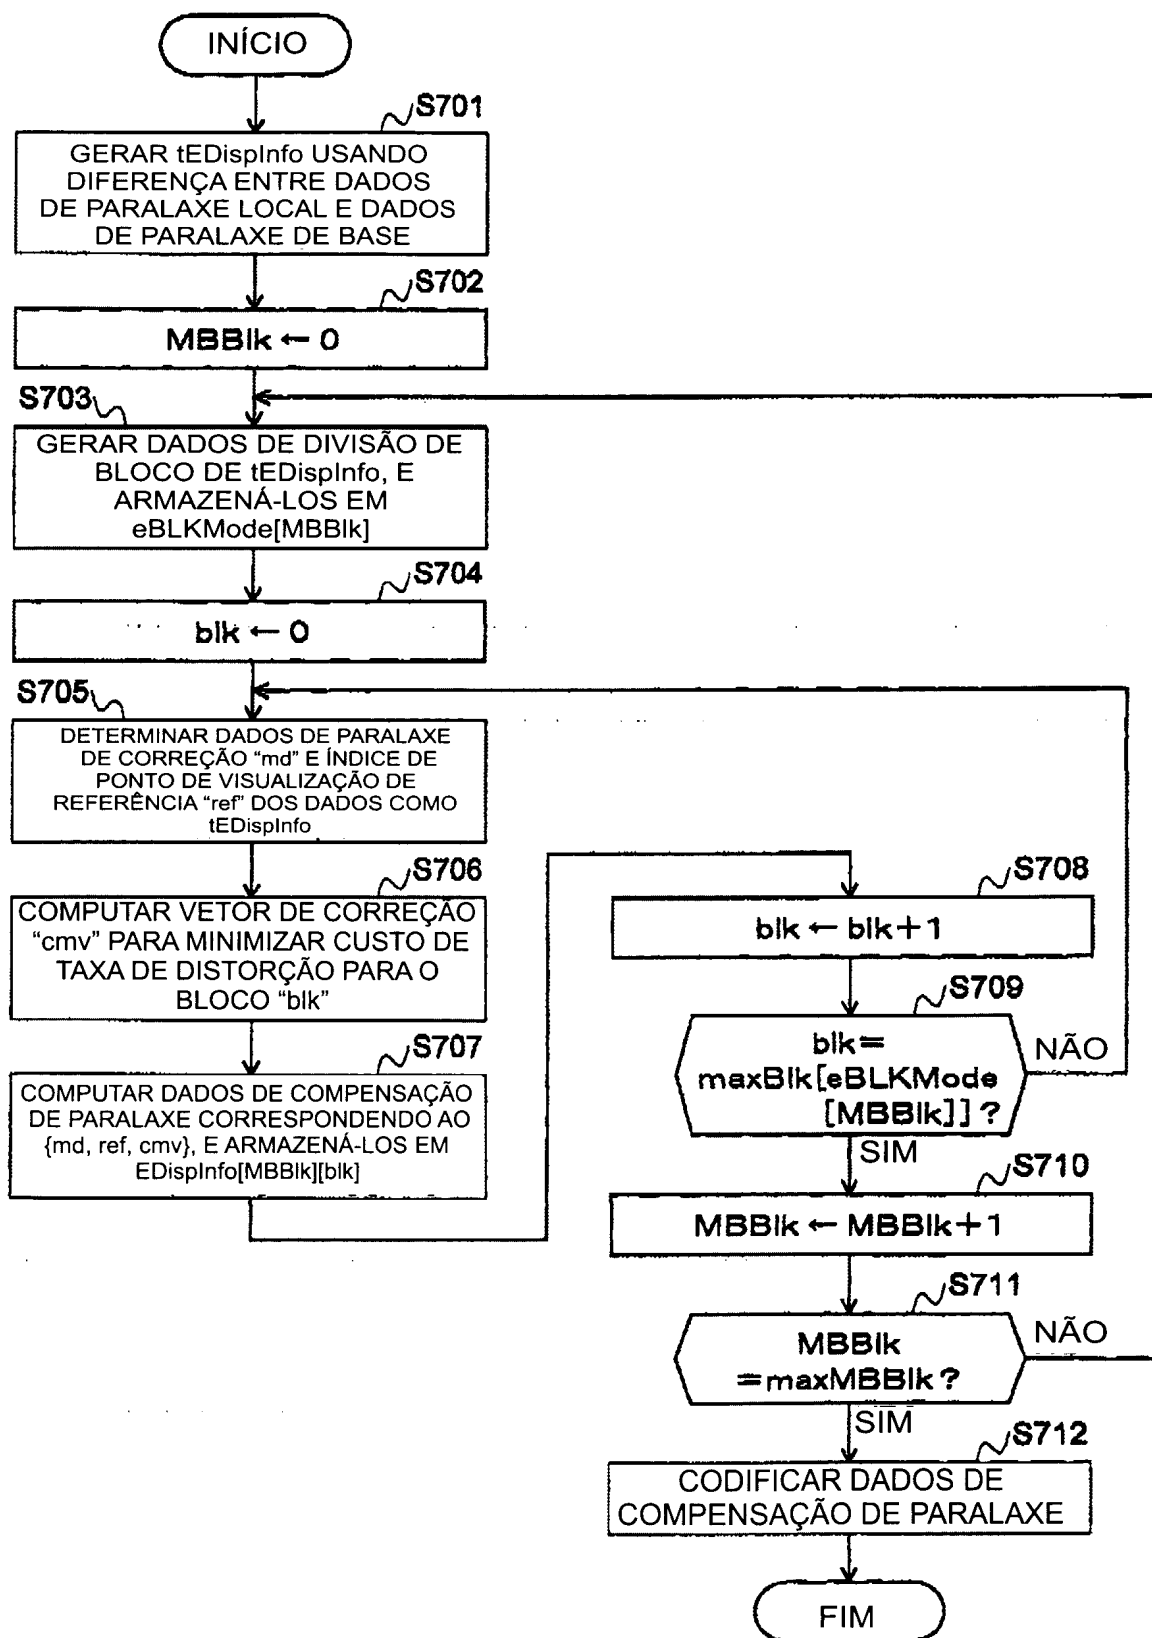 INÍCIO
S701
GERAR tEDispInfo USANDO
DIFERENÇA ENTRE DADOS
DE PARALAXE LOCAL E DADOS
DE PARALAXE DE BASE
S702
MBBlk ← 0
S703
GERAR DADOS DE DIVISÃO DE
BLOCO DE tEDispInfo, E
ARMAZENÁ-LOS EM
eBLKMode[MBBlk]
S704
blk ← 0
S705
DETERMINAR DADOS DE PARALAXE
DE CORREÇÃO “md” E ÍNDICE DE
PONTO DE VISUALIZAÇÃO DE
REFERÊNCIA “ref” DOS DADOS COMO
tEDispInfo
S706
COMPUTAR VETOR DE CORREÇÃO
“cmv” PARA MINIMIZAR CUSTO DE
TAXA DE DISTORÇÃO PARA O
BLOCO “blk”
S707
COMPUTAR DADOS DE COMPENSAÇÃO
DE PARALAXE CORRESPONDENDO AO
{md, ref, cmv}, E ARMAZENÁ-LOS EM
EDispInfo[MBBlk][blk]
S708
blk ← blk+1
S709
blk=
maxBlk[eBLKMode
[MBBlk]]?
NÃO
SIM
S710
MBBlk ← MBBlk+1
S711
MBBlk
=maxMBBlk?
NÃO
SIM
S712
CODIFICAR DADOS DE
COMPENSAÇÃO DE PARALAXE
FIM